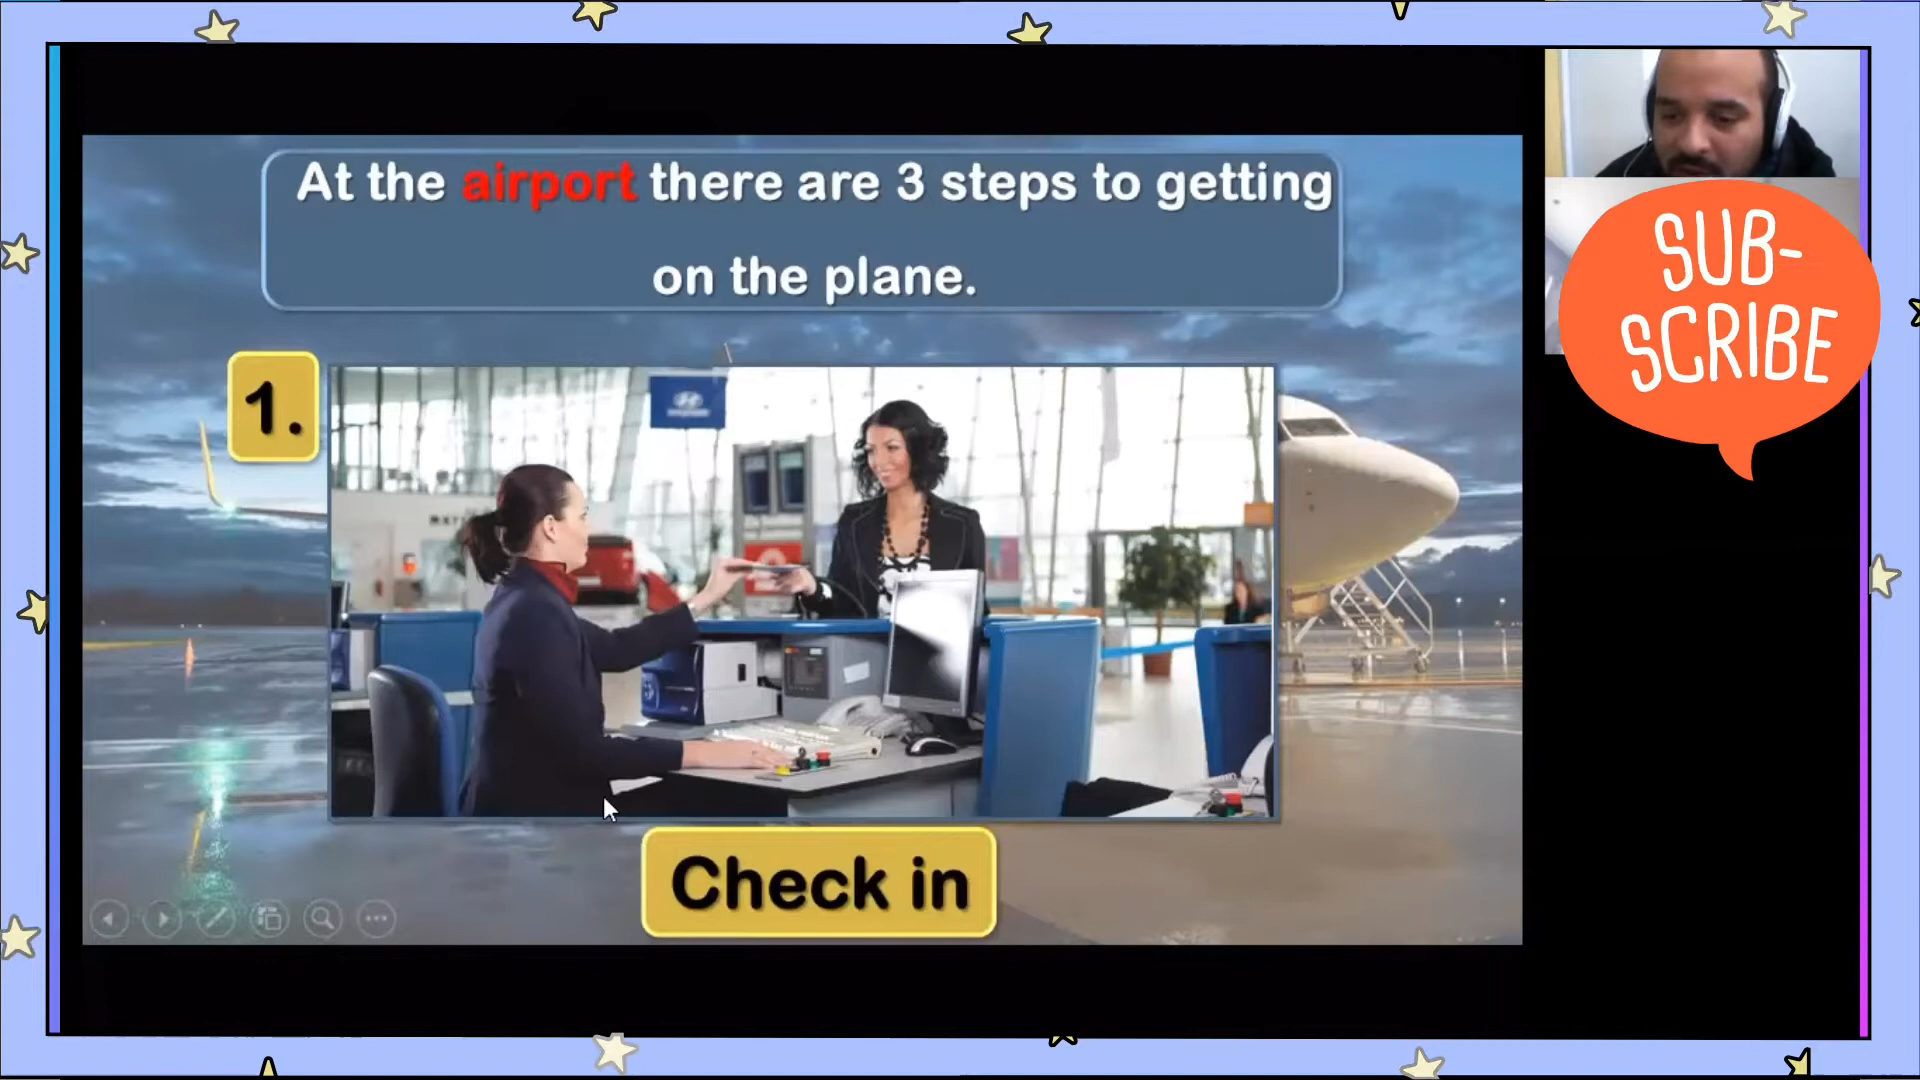 At the airport there are 3 steps to getting
on the plane.
SUB-
SCRIBE
1.
Check in